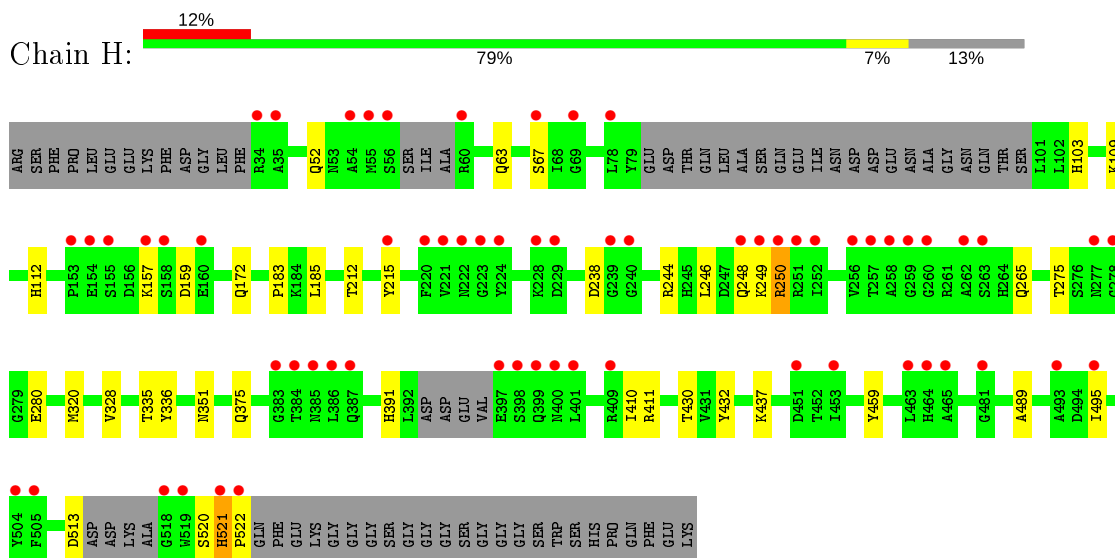 12%
Chain H:
79% 7% 13%
ARG SER PHE PRO LEU GLU GLU LYS PHE ASP GLY LEU PHE R34 A35 Q52 N53 A54 M55 S56 SER ILE ALA R60 Q63 S67 I68 G69 L78 Y79 GLU ASP THR GLN LEU ALA SER GLN GLU ILE ASN ASP ASP GLU ASN ALA GLY ASN GLN THR SER L101 L102 H103 K109
H112 P153 E154 S155 D156 K157 S158 D159 E160 Q172 P183 K184 L185 T212 Y215 F220 V221 N222 G223 Y224 K228 D229 D238 G239 G240 R244 H245 L246 D247 Q248 K249 R250 R251 I252 V256 T257 A258 G259 G260 R261 A262 S263 H264 Q265 T275 S276 N277 G278
G279 E280 M320 V328 T335 Y336 N351 Q375 G383 T384 N385 L386 Q387 H391 L392 ASP ASP GLU VAL E397 S398 Q399 N400 L401 R409 I410 R411 T430 V431 Y432 K437 D451 T452 I453 Y459 L463 H464 A465 G481 A489 A493 D494 I495
Y504 F505 D513 ASP ASP LYS ALA G518 W519 S520 H521 P522 GLN PHE GLU LYS GLY GLY GLY SER GLY GLY GLY SER GLY GLY GLY SER TRP SER HIS PRO GLN PHE GLU LYS